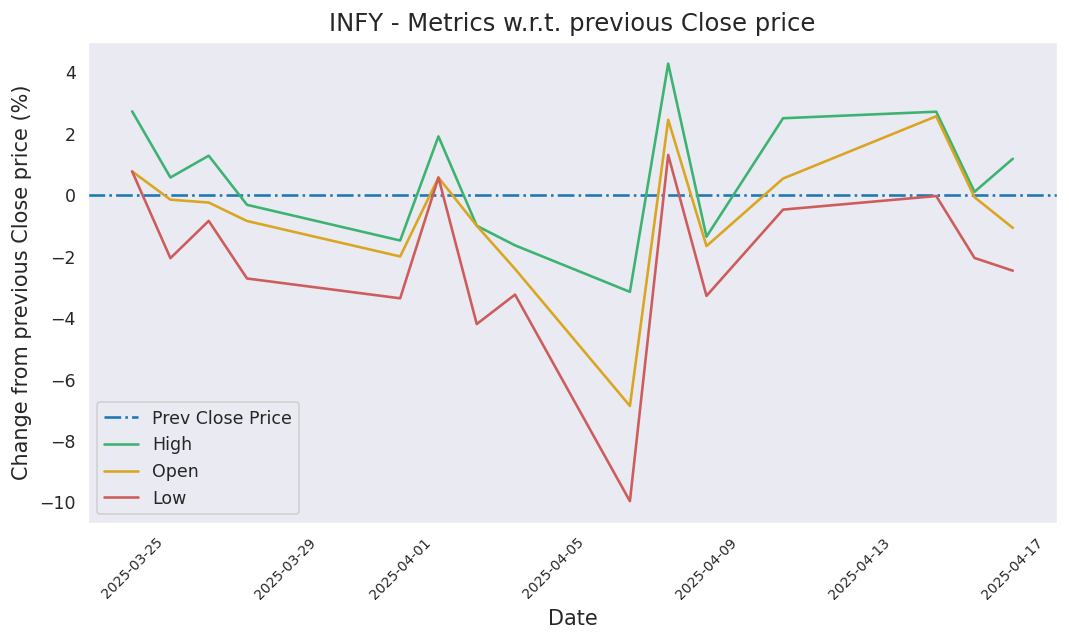 INFY - Metrics w.r.t. previous Close price
Change from previous Close price (%)
4
2
0
−2
−4
−6
−8
−10
Prev Close Price
High
Open
Low
2025-03-25
2025-03-29
2025-04-01
2025-04-05
2025-04-09
2025-04-13
2025-04-17
Date